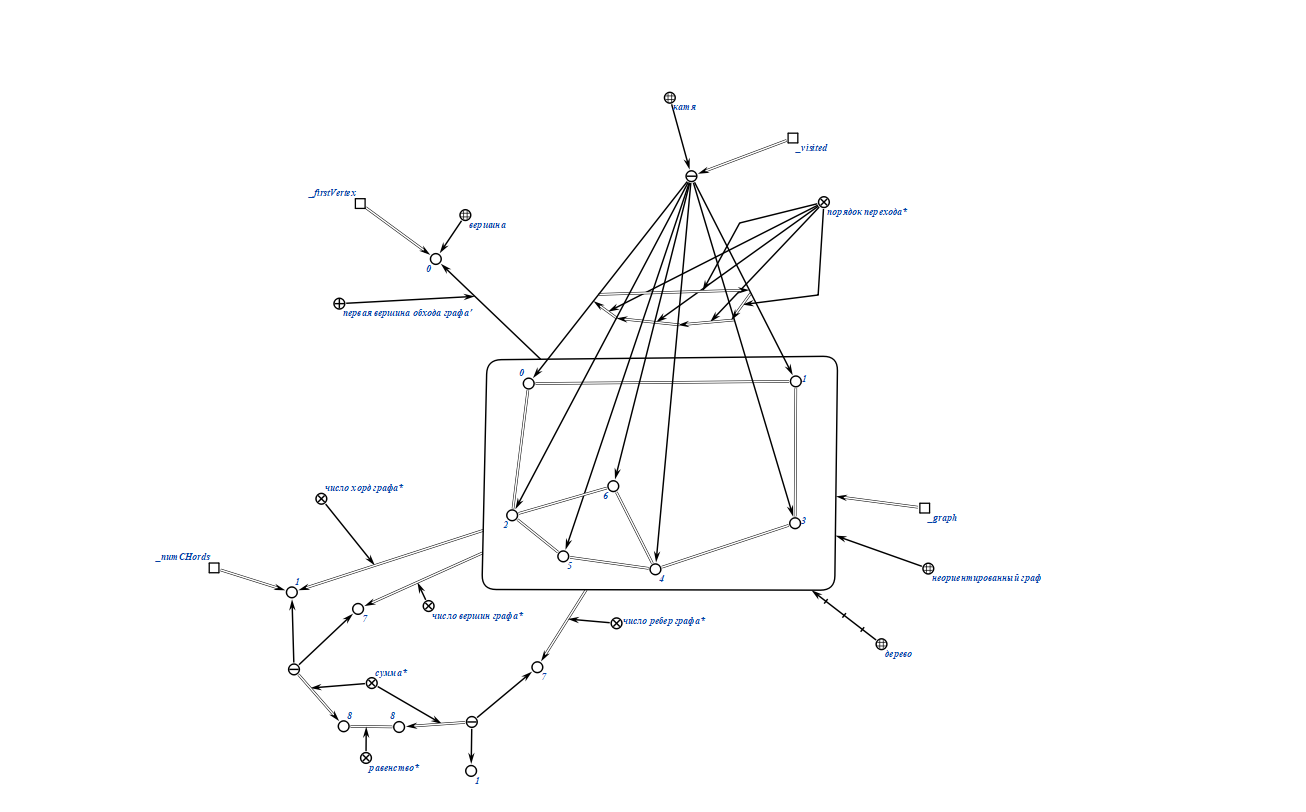 катя
_visited
_firstVertex
порядок перехода*
вершина
0
первая вершина обхода графа'
0
1
число хорд графа*
6
2
3
_graph
_numCHords
5
4
1
неориентированный граф
7
число вершин графа*
число ребер графа*
дерево
сумма*
7
8
8
равенство*
1